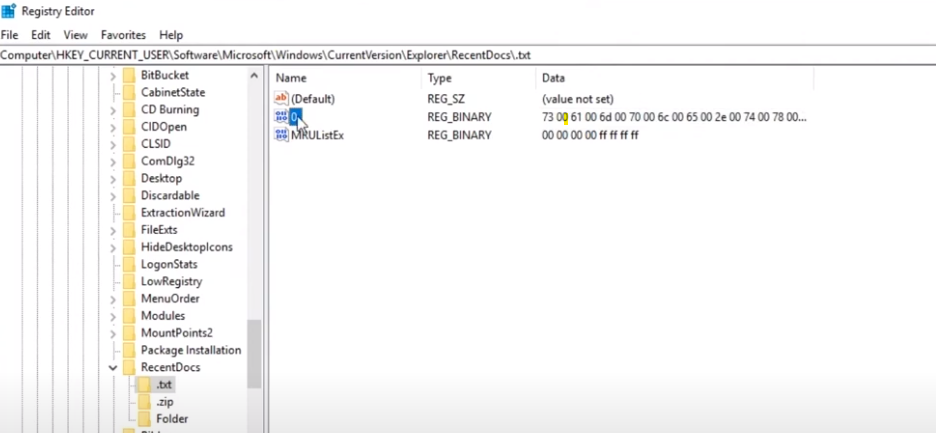 Registry Editor
File Edit View Favorites Help
Computer\HKEY_CURRENT_USER\Software\Microsoft\Windows\CurrentVersion\Explorer\RecentDocs\.txt
BitBucket
CabinetState
CD Burning
CIDOpen
CLSID
ComDlg32
Desktop
Discardable
ExtractionWizard
FileExts
HideDesktopIcons
LogonStats
LowRegistry
MenuOrder
Modules
MountPoints2
Package Installation
RecentDocs
.txt
.zip
Folder
Name Type Data
ab (Default) REG_SZ (value not set)
0 REG_BINARY 73 00 61 00 6d 00 70 00 6c 00 65 00 2e 00 74 00 78 00...
MRUListEx REG_BINARY 00 00 00 00 ff ff ff ff